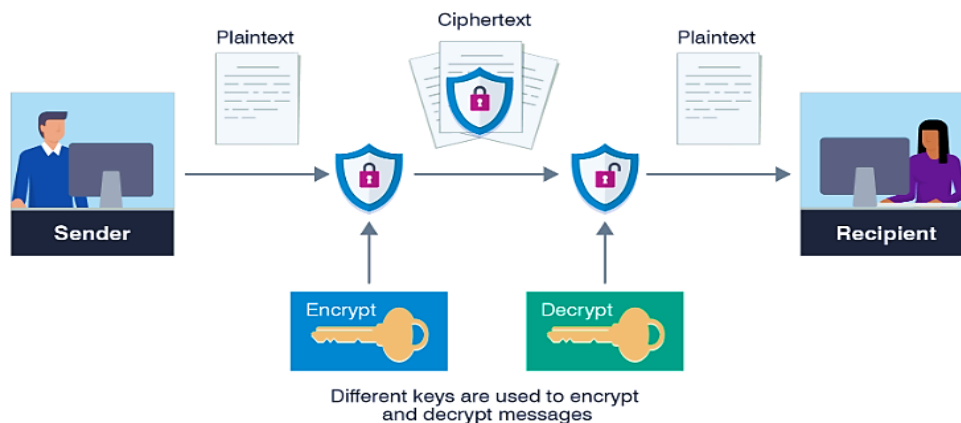 Ciphertext
Plaintext
Plaintext
Sender
Recipient
Encrypt
Decrypt
Different keys are used to encrypt
and decrypt messages